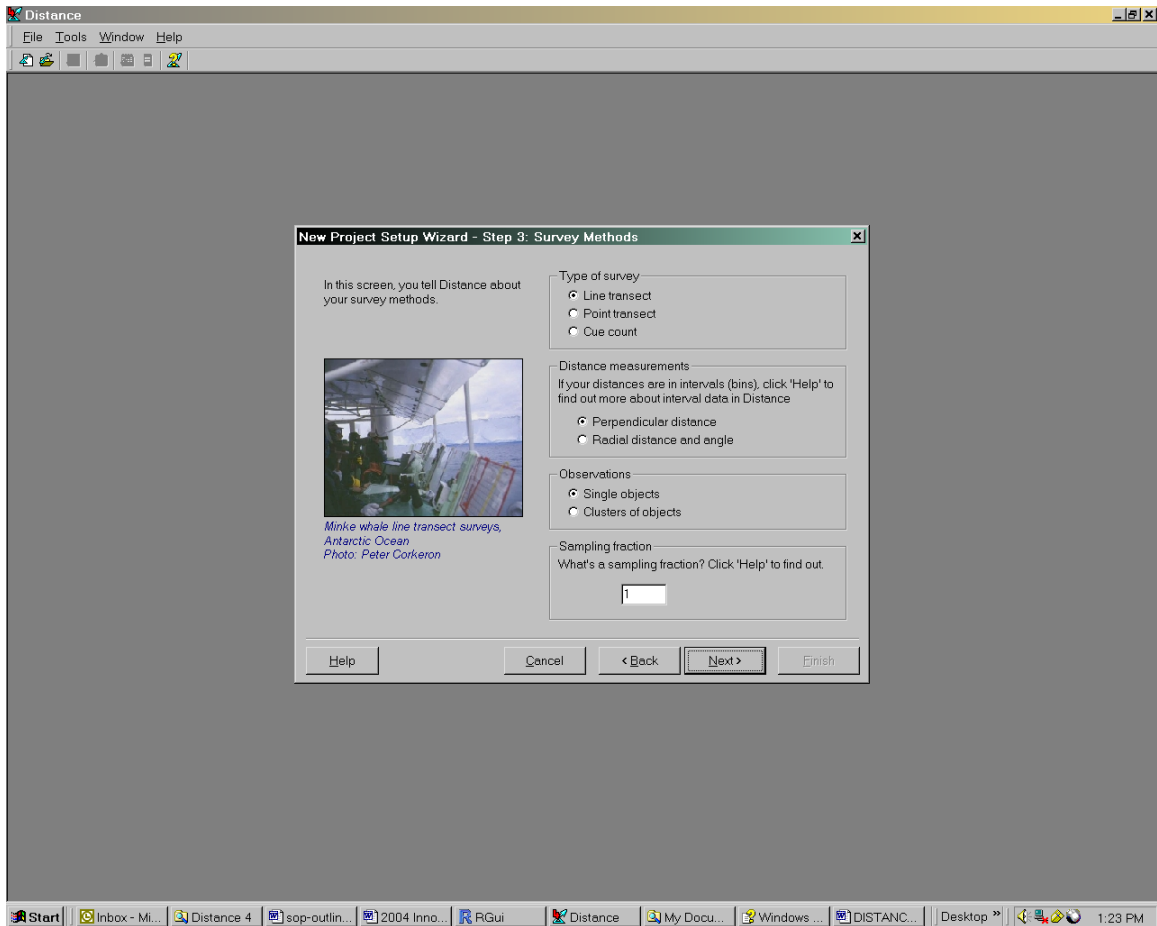 Distance
File Tools Window Help
New Project Setup Wizard - Step 3: Survey Methods
In this screen, you tell Distance about
your survey methods.
Minke whale line transect surveys,
Antarctic Ocean
Photo: Peter Corkeron
Type of survey
Line transect
Point transect
Cue count
Distance measurements
If your distances are in intervals (bins), click 'Help' to
find out more about interval data in Distance
Perpendicular distance
Radial distance and angle
Observations
Single objects
Clusters of objects
Sampling fraction
What's a sampling fraction? Click 'Help' to find out.
1
Help Cancel < Back Next > Finish
Start Inbox - Mi... Distance 4 sop-outlin... 2004 Inno... RGui Distance My Docu... Windows ... DISTANC... Desktop » 1:23 PM